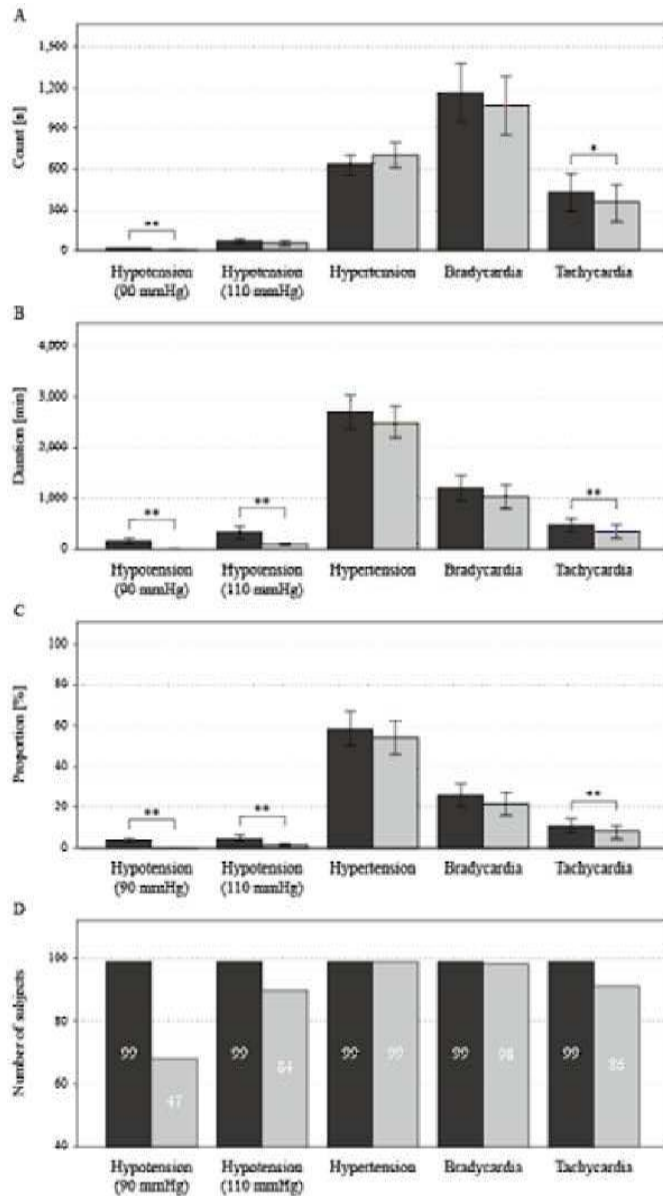 A
Count [n]
1,500
1,200
900
600
300
0
**
*
Hypotension Hypotension Hypertension Bradycardia Tachycardia
(90 mmHg) (110 mmHg)
B
Duration [min]
4,000
3,000
2,000
1,000
0
** ** **
Hypotension Hypotension Hypertension Bradycardia Tachycardia
(90 mmHg) (110 mmHg)
C
Proportion [%]
100
80
60
40
20
0
** ** **
Hypotension Hypotension Hypertension Bradycardia Tachycardia
(90 mmHg) (110 mmHg)
D
Number of subjects
100
80
60
40
99 47 99 84 99 99 99 98 99 86
Hypotension Hypotension Hypertension Bradycardia Tachycardia
(90 mmHg) (110 mmHg)